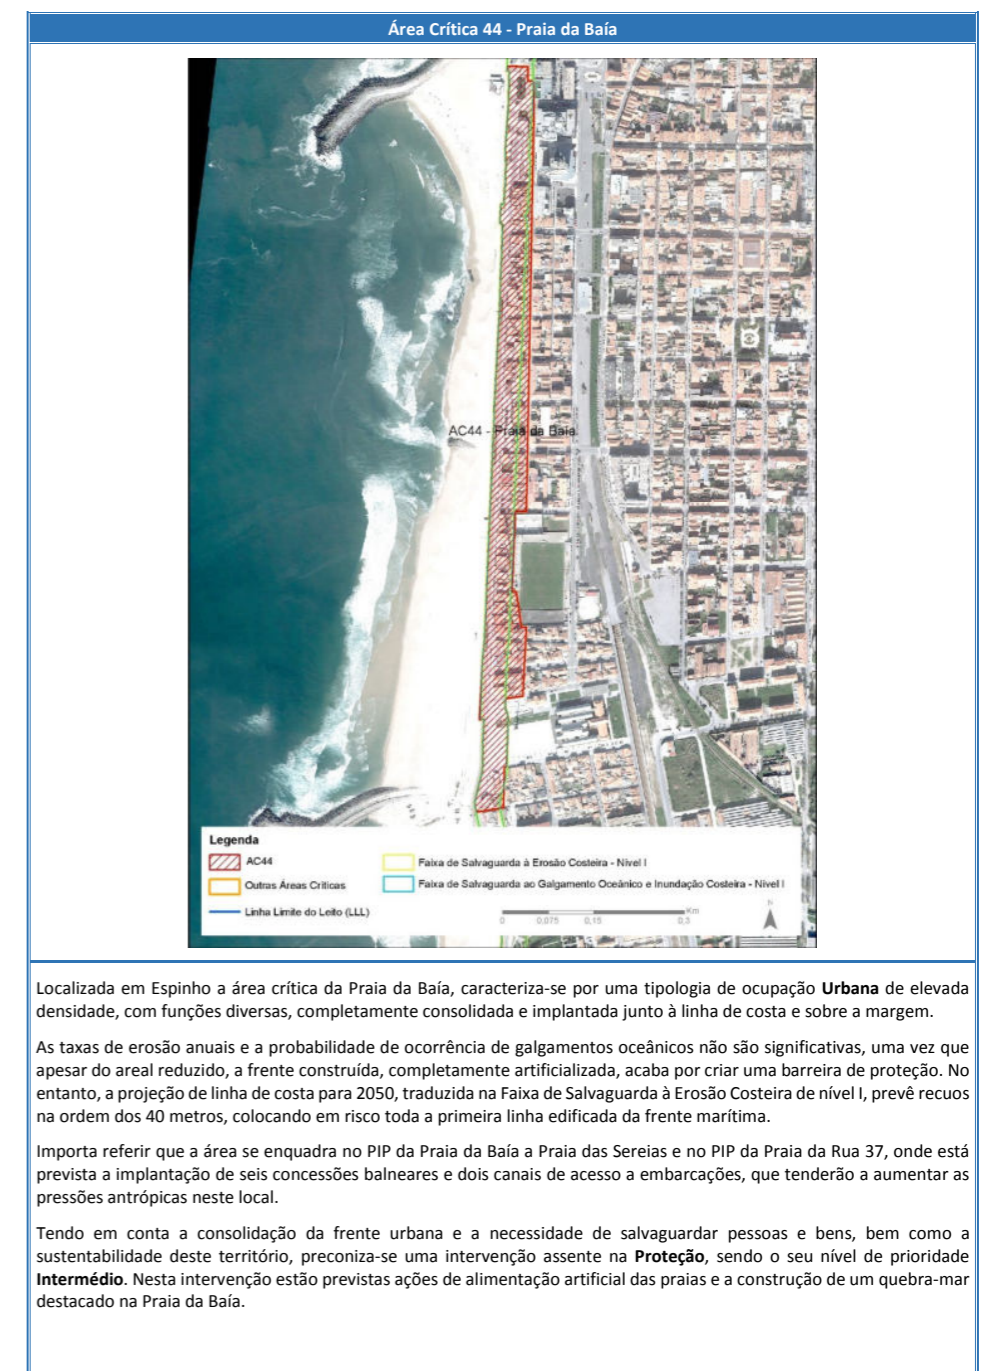 Área Crítica 44 - Praia da Baía
AC44 - Praia da Baía
Legenda
AC44
Outras Áreas Críticas
Linha Limite do Leito (LLL)
Faixa de Salvaguarda à Erosão Costeira - Nível I
Faixa de Salvaguarda ao Galgamento Oceânico e Inundação Costeira - Nível I
0 0,075 0,15 0,3 Km
N
Localizada em Espinho a área crítica da Praia da Baía, caracteriza-se por uma tipologia de ocupação Urbana de elevada
densidade, com funções diversas, completamente consolidada e implantada junto à linha de costa e sobre a margem.
As taxas de erosão anuais e a probabilidade de ocorrência de galgamentos oceânicos não são significativas, uma vez que
apesar do areal reduzido, a frente construída, completamente artificializada, acaba por criar uma barreira de proteção. No
entanto, a projeção de linha de costa para 2050, traduzida na Faixa de Salvaguarda à Erosão Costeira de nível I, prevê recuos
na ordem dos 40 metros, colocando em risco toda a primeira linha edificada da frente marítima.
Importa referir que a área se enquadra no PIP da Praia da Baía a Praia das Sereias e no PIP da Praia da Rua 37, onde está
prevista a implantação de seis concessões balneares e dois canais de acesso a embarcações, que tenderão a aumentar as
pressões antrópicas neste local.
Tendo em conta a consolidação da frente urbana e a necessidade de salvaguardar pessoas e bens, bem como a
sustentabilidade deste território, preconiza-se uma intervenção assente na Proteção, sendo o seu nível de prioridade
Intermédio. Nesta intervenção estão previstas ações de alimentação artificial das praias e a construção de um quebra-mar
destacado na Praia da Baía.